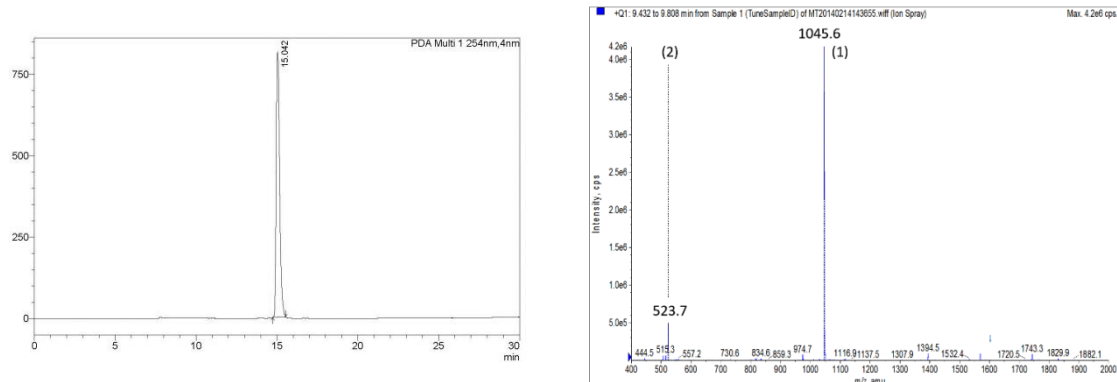 PDA Multi 1 254nm,4nm
15.042
750
500
250
0
0 5 10 15 20 25 30
min
+Q1: 9.432 to 9.808 min from Sample 1 (TuneSampleID) of MT20140214143655.wiff (Ion Spray) Max. 4.2e6 cps
1045.6
(2) (1)
4.2e6
4.0e6
3.5e6
3.0e6
2.5e6
2.0e6
1.5e6
1.0e6
5.0e5
Intensity, cps
523.7
444.5 515.3 557.2 730.6 834.6 859.3 974.7 1116.9 1137.5 1307.9 1394.5 1532.4 1720.5 1743.3 1829.9 1882.1
400 500 600 700 800 900 1000 1100 1200 1300 1400 1500 1600 1700 1800 1900 2000
m/z, amu